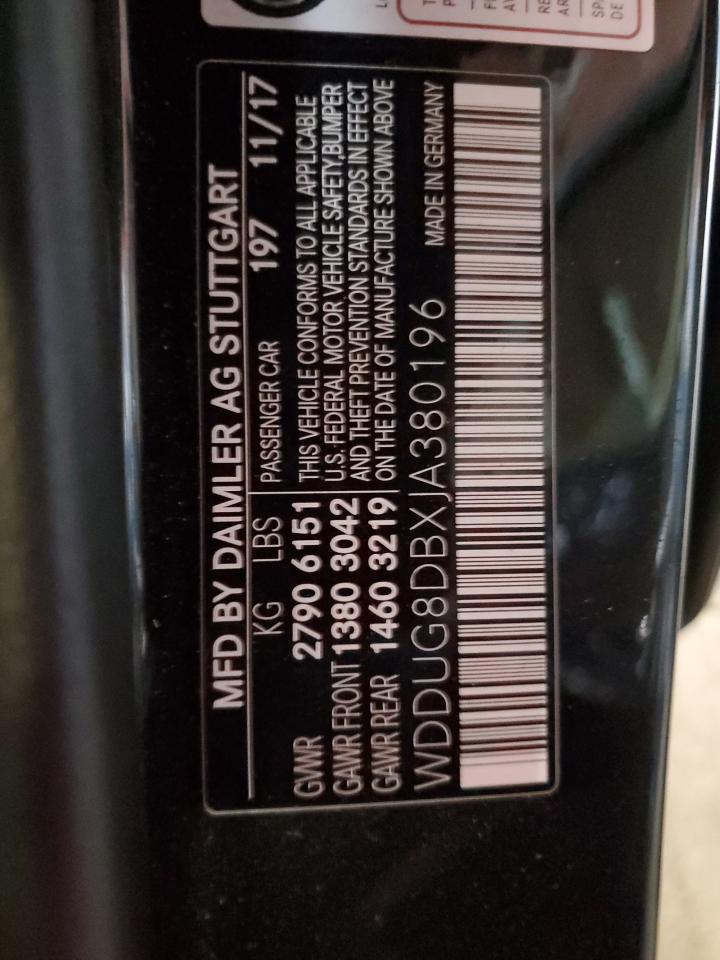 MFD BY DAIMLER AG STUTTGART
KG LBS PASSENGER CAR 197 11/17
GVWR 2790 6151 THIS VEHICLE CONFORMS TO ALL APPLICABLE
GAWR FRONT 1380 3042 U.S. FEDERAL MOTOR VEHICLE SAFETY,BUMPER
AND THEFT PREVENTION STANDARDS IN EFFECT
GAWR REAR 1460 3219 ON THE DATE OF MANUFACTURE SHOWN ABOVE
WDDUG8DBXJA380196 MADE IN GERMANY